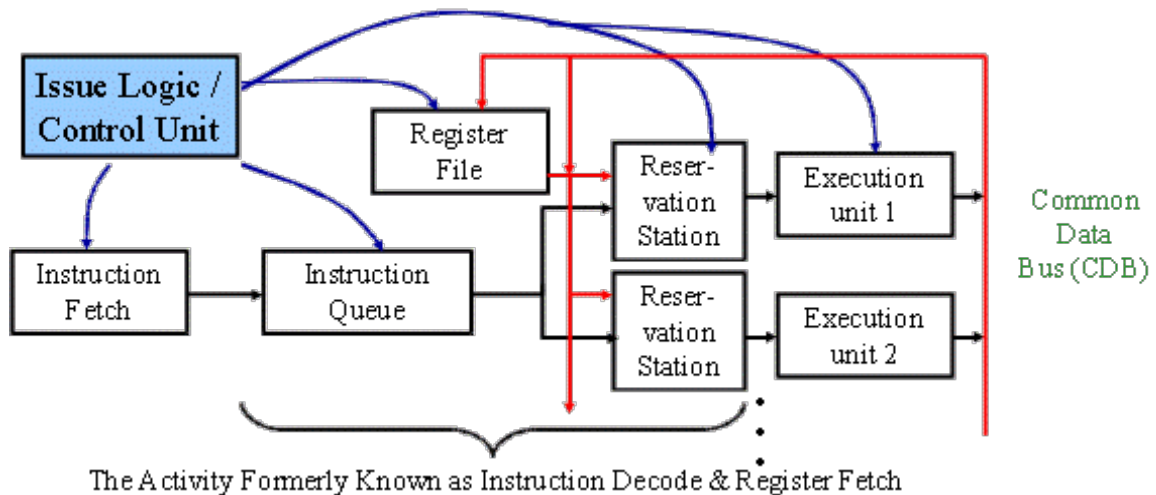 Issue Logic /
Control Unit
Register
File
Reser-
vation
Station
Execution
unit 1
Common
Data
Bus (CDB)
Instruction
Fetch
Instruction
Queue
Reser-
vation
Station
Execution
unit 2
The Activity Formerly Known as Instruction Decode & Register Fetch